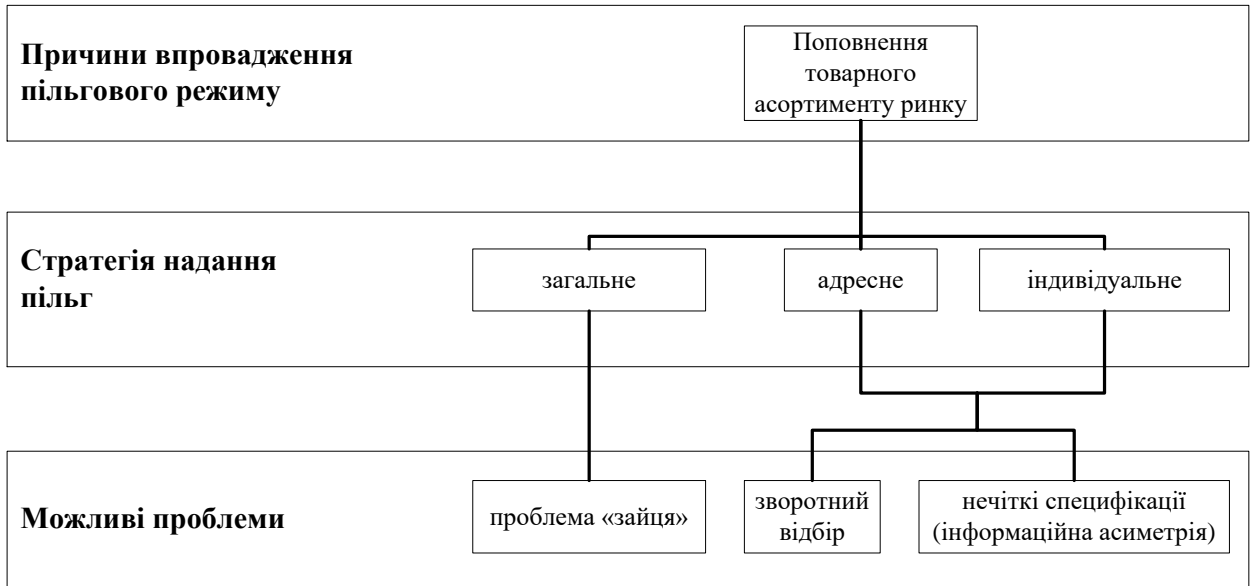 Причини впровадження
пільгового режиму
Поповнення
товарного
асортименту ринку
Стратегія надання
пільг
загальне
адресне
індивідуальне
Можливі проблеми
проблема «зайця»
зворотний
відбір
нечіткі специфікації
(інформаційна асиметрія)